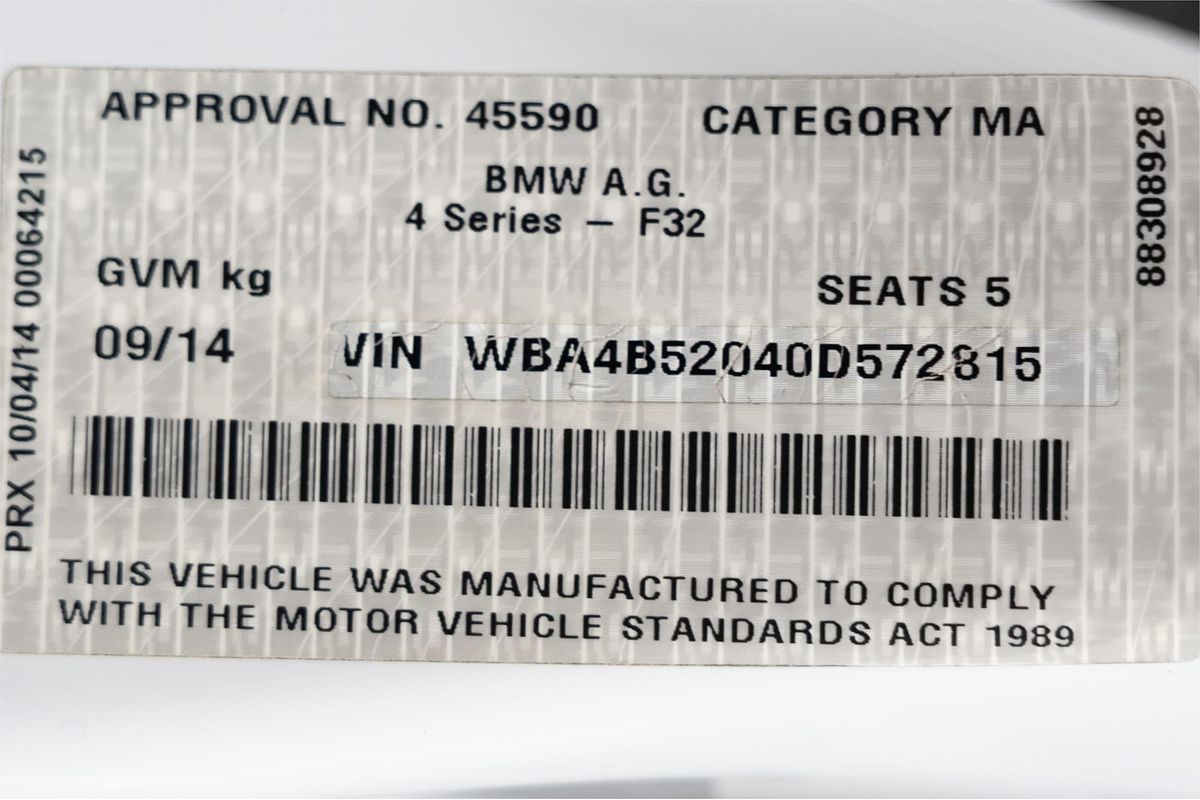 APPROVAL NO. 45590 CATEGORY MA
BMW A.G.
4 Series – F32
GVM kg SEATS 5
09/14 VIN WBA4B52040D572815
THIS VEHICLE WAS MANUFACTURED TO COMPLY
WITH THE MOTOR VEHICLE STANDARDS ACT 1989
PRX 10/04/14 00064215
88308928